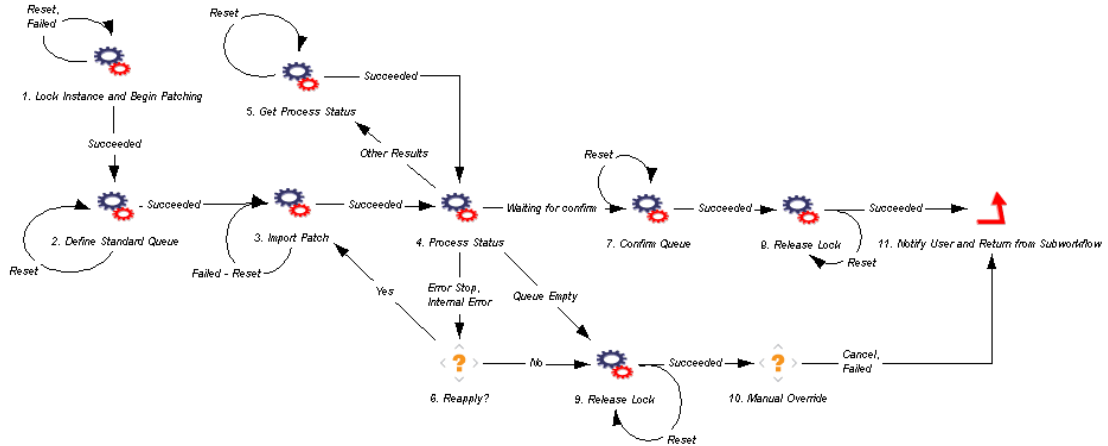 Reset,
Failed
1. Lock Instance and Begin Patching
Reset
Succeeded
5. Get Process Status
Succeeded
Other Results
Reset
Succeeded
2. Define Standard Queue
Reset
Succeeded
3. Import Patch
Failed - Reset
4. Process Status
Waiting for confirm
7. Confirm Queue
Succeeded
8. Release Lock
Reset
Succeeded
11. Notify User and Return from Subworkflow
Yes
Error Stop,
Internal Error
Queue Empty
6. Reapply?
No
9. Release Lock
Reset
Succeeded
10. Manual Override
Cancel,
Failed